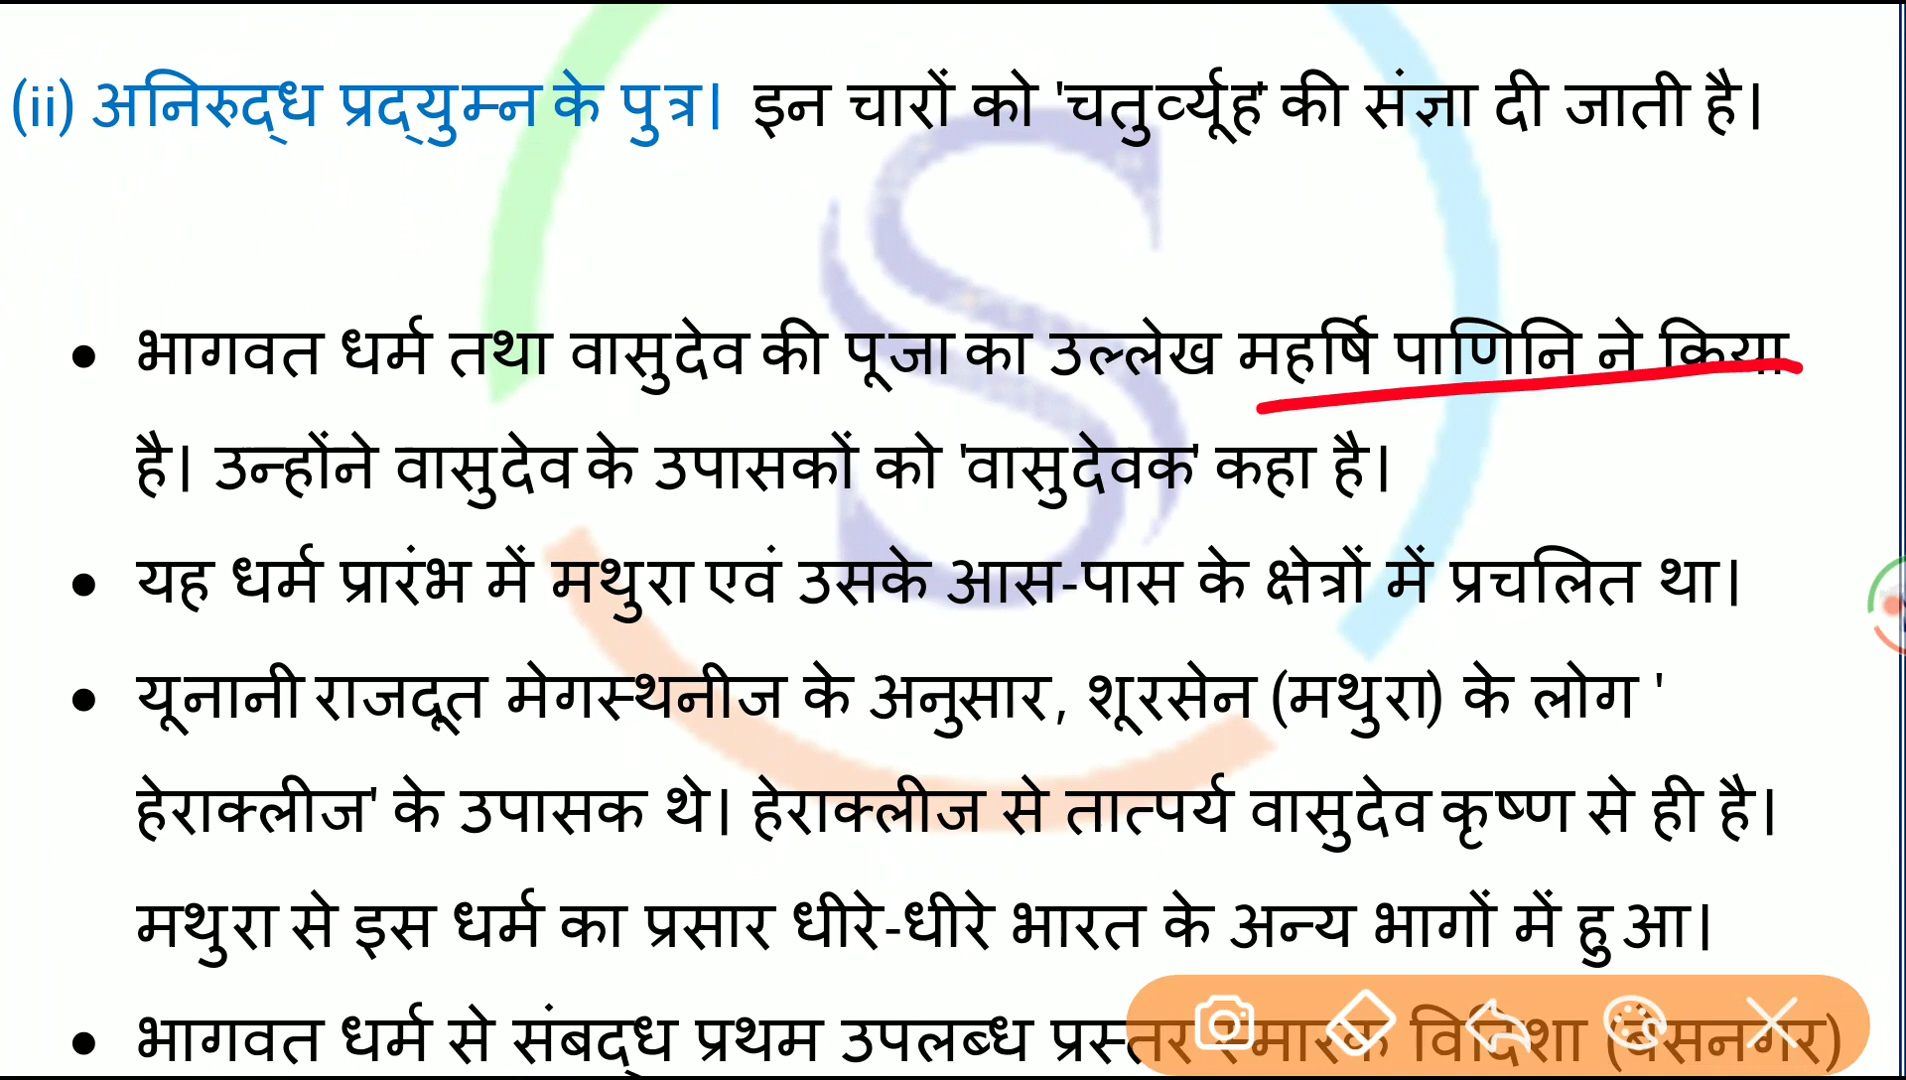 (ii) अनिरुद्ध प्रद्युम्न के पुत्र। इन चारों को 'चतुर्व्यूह' की संज्ञा दी जाती है।
• भागवत धर्म तथा वासुदेव की पूजा का उल्लेख महर्षि पाणिनि ने किया
है। उन्होंने वासुदेव के उपासकों को 'वासुदेवक' कहा है।
• यह धर्म प्रारंभ में मथुरा एवं उसके आस-पास के क्षेत्रों में प्रचलित था।
• यूनानी राजदूत मेगस्थनीज के अनुसार, शूरसेन (मथुरा) के लोग '
हेराक्लीज' के उपासक थे। हेराक्लीज से तात्पर्य वासुदेव कृष्ण से ही है।
मथुरा से इस धर्म का प्रसार धीरे-धीरे भारत के अन्य भागों में हुआ।
• भागवत धर्म से संबद्ध प्रथम उपलब्ध प्रस्तर स्मारक विदिशा (बेसनगर)